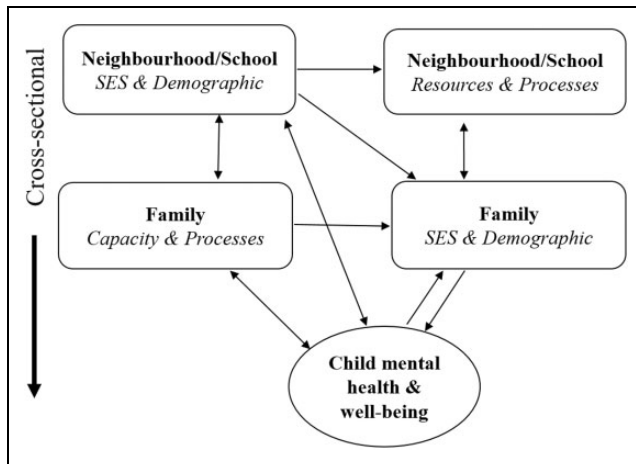 Cross-sectional
Neighbourhood/School
SES & Demographic
Neighbourhood/School
Resources & Processes
Family
Capacity & Processes
Family
SES & Demographic
Child mental
health &
well-being